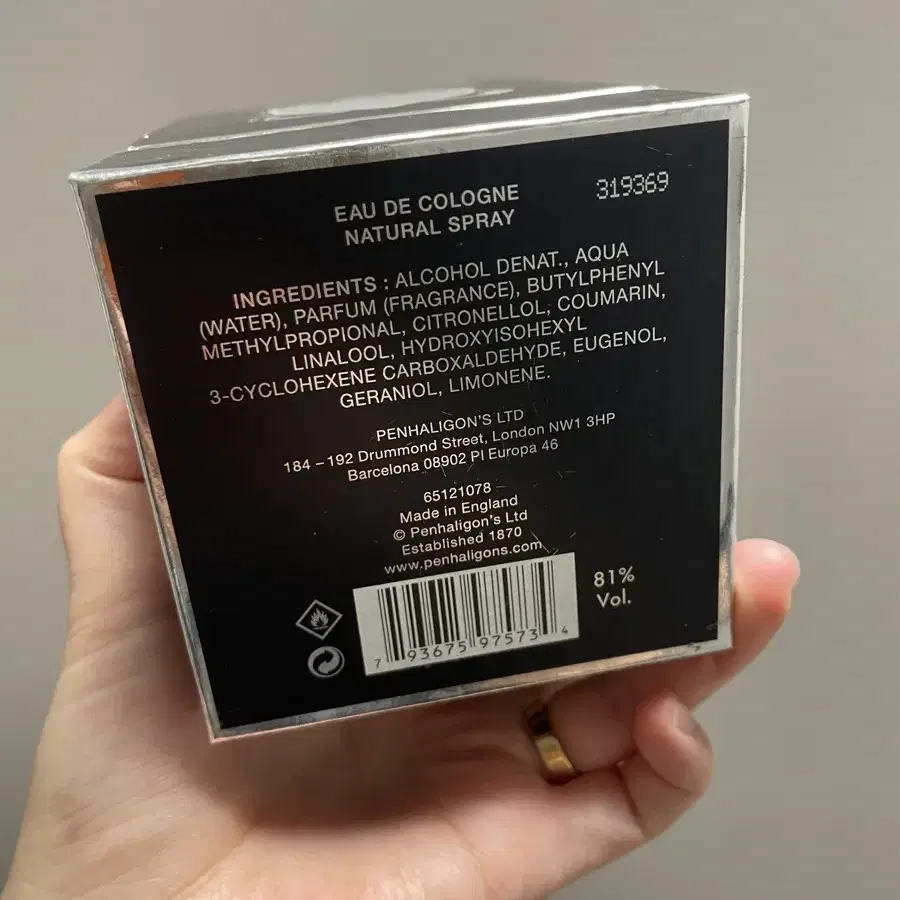 EAU DE COLOGNE
NATURAL SPRAY
319369
INGREDIENTS : ALCOHOL DENAT., AQUA
(WATER), PARFUM (FRAGRANCE), BUTYLPHENYL
METHYLPROPIONAL, CITRONELLOL, COUMARIN,
LINALOOL, HYDROXYISOHEXYL
3-CYCLOHEXENE CARBOXALDEHYDE, EUGENOL,
GERANIOL, LIMONENE.
PENHALIGON'S LTD
184 – 192 Drummond Street, London NW1 3HP
Barcelona 08902 Pl Europa 46
65121078
Made in England
© Penhaligon's Ltd
Established 1870
www.penhaligons.com
81%
Vol.
7 93675 97573 4